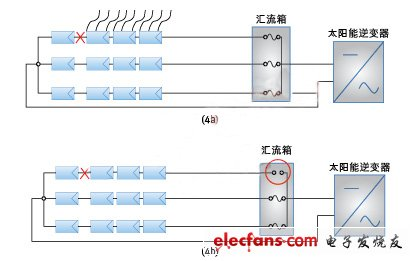 汇流箱
太阳能逆变器
(4a)
汇流箱
太阳能逆变器
(4b)
elecfans.com 电子发烧友